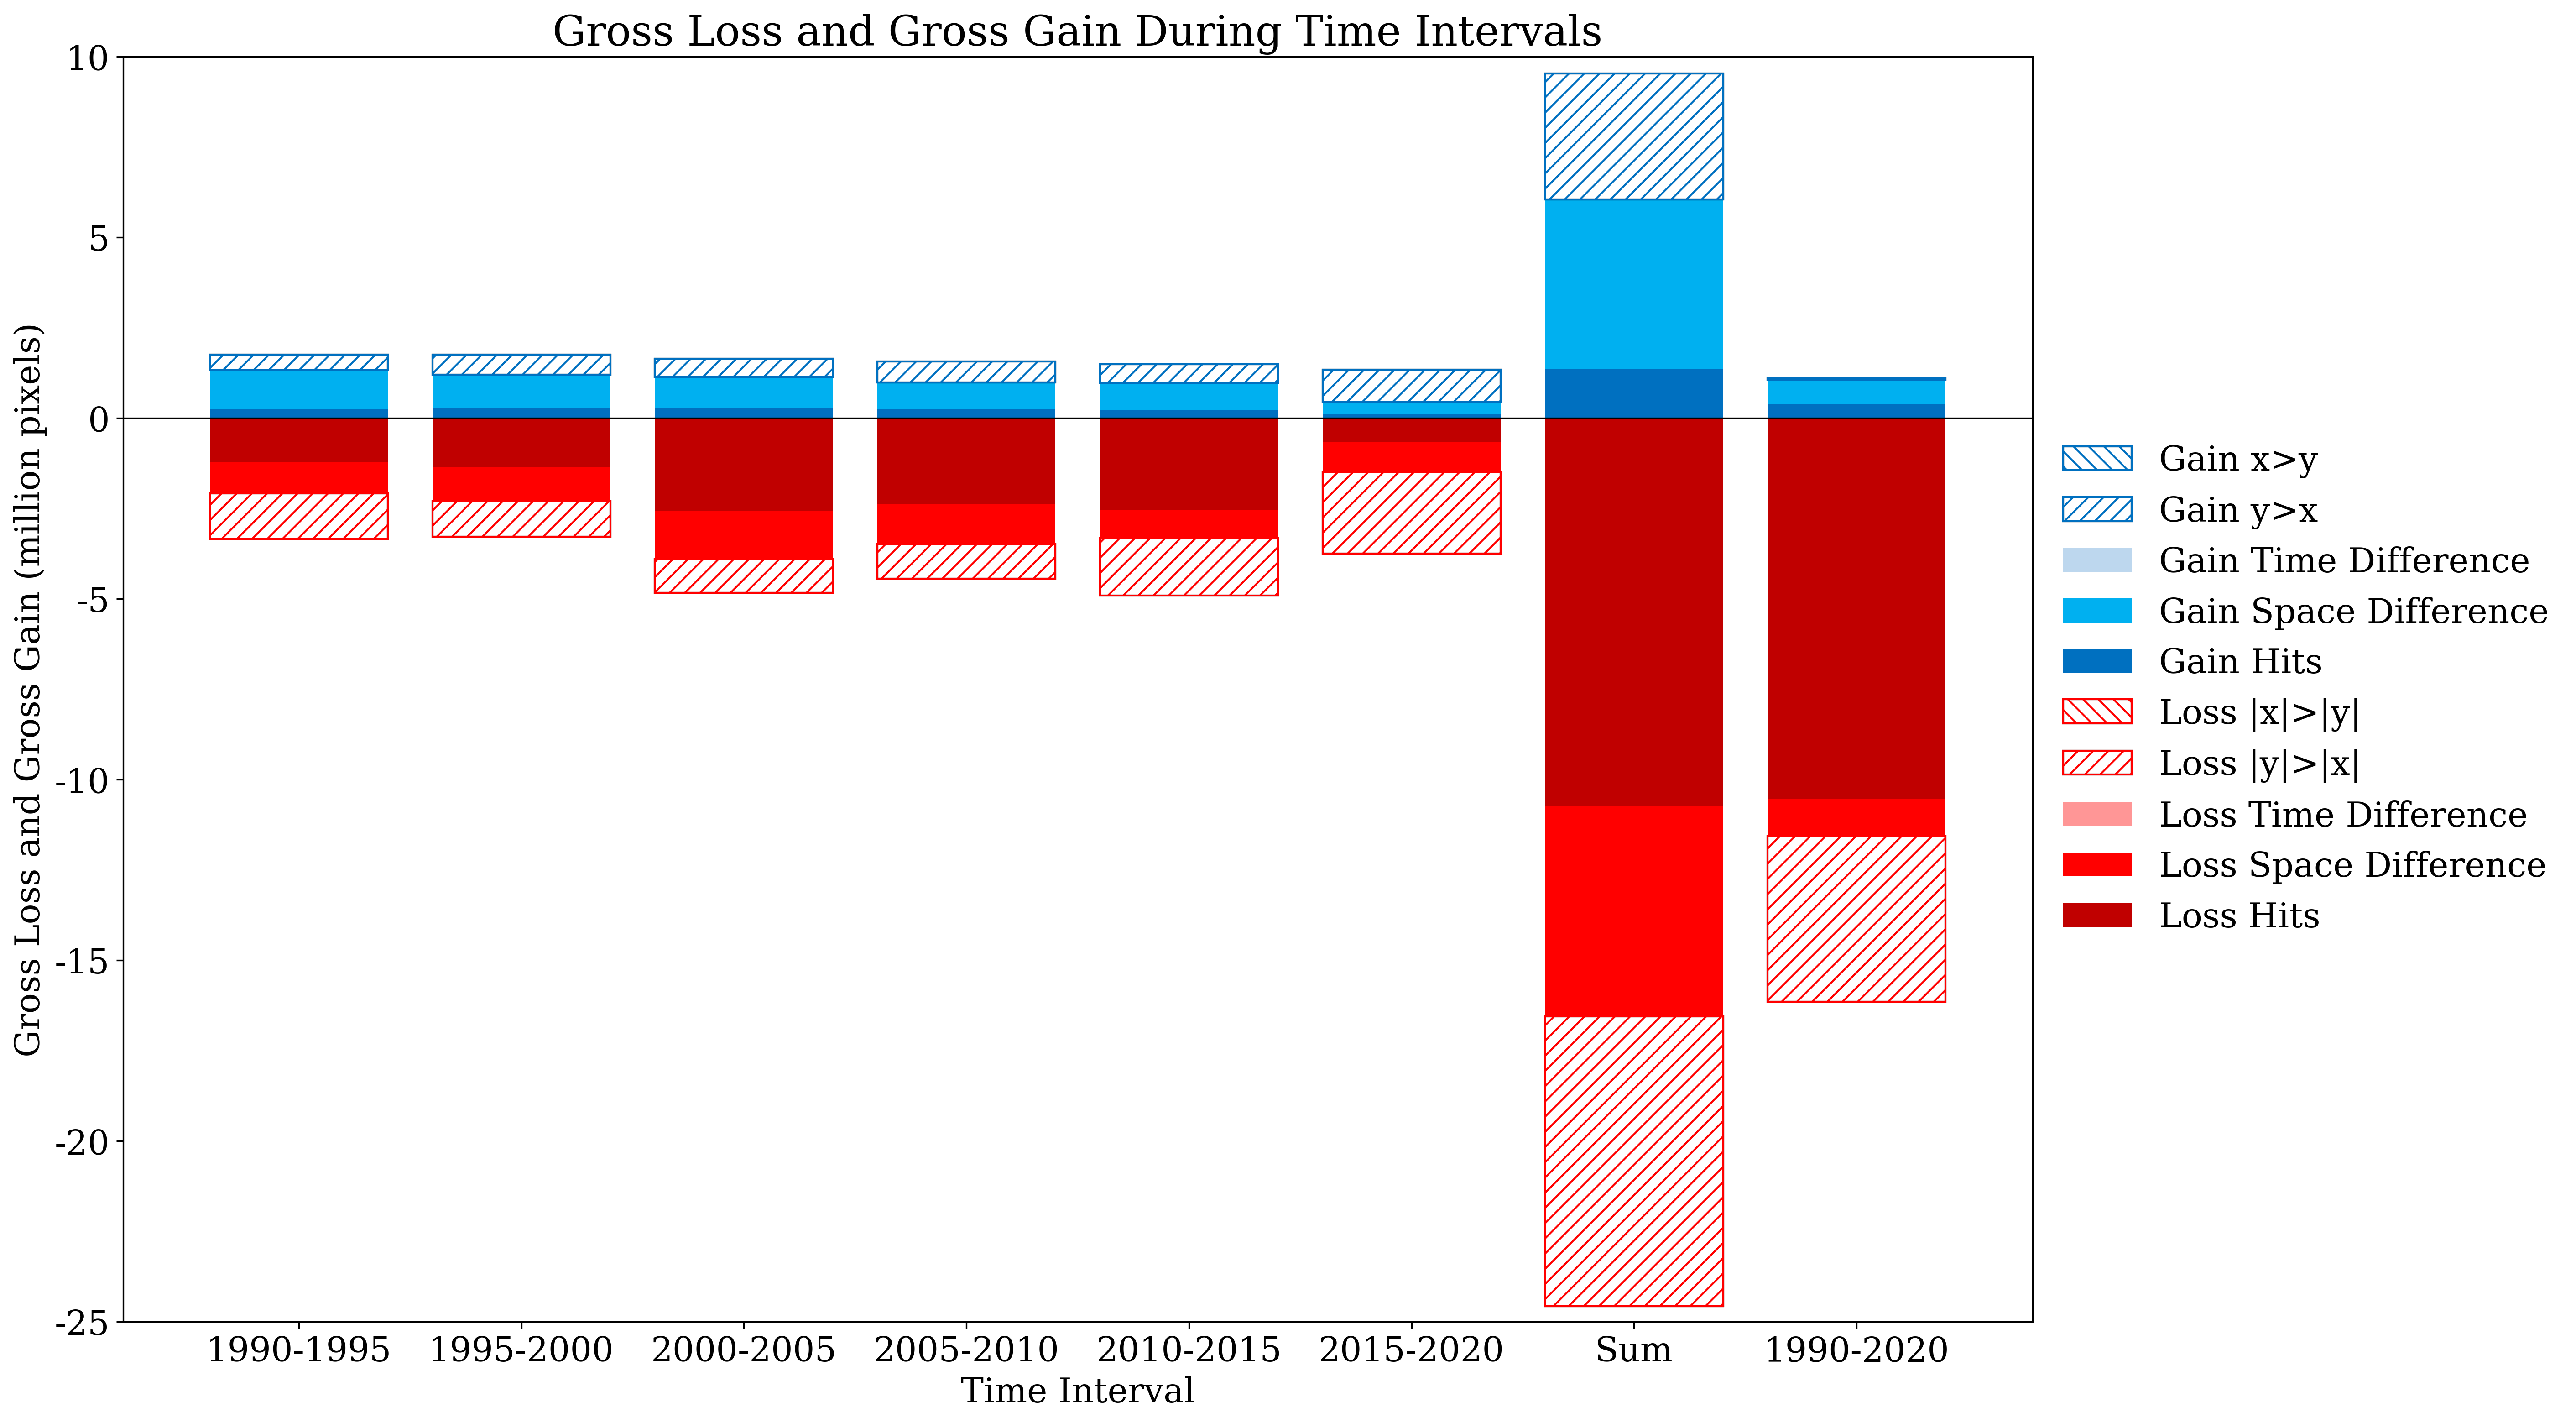 Gross Loss and Gross Gain During Time Intervals
Gross Loss and Gross Gain (million pixels)
10
5
0
-5
-10
-15
-20
-25
1990-1995
1995-2000
2000-2005
2005-2010
2010-2015
2015-2020
Sum
1990-2020
Time Interval
Gain x>y
Gain y>x
Gain Time Difference
Gain Space Difference
Gain Hits
Loss |x|>|y|
Loss |y|>|x|
Loss Time Difference
Loss Space Difference
Loss Hits